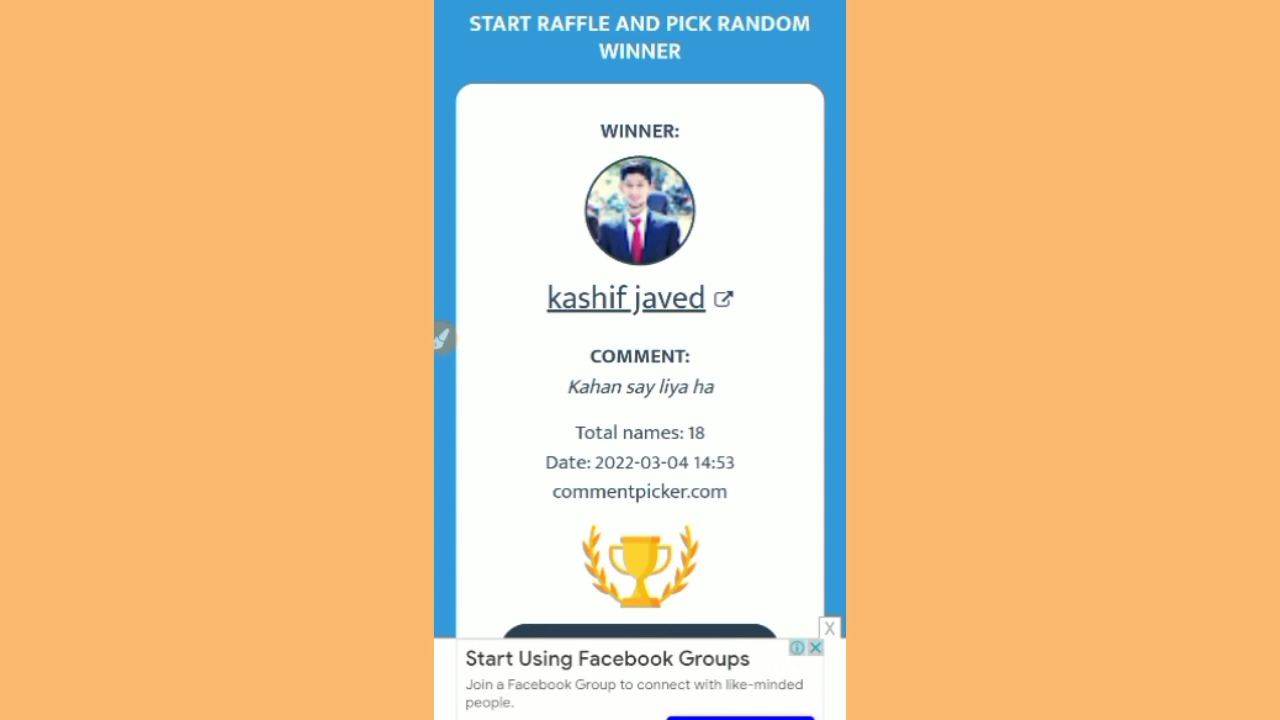 START RAFFLE AND PICK RANDOM
WINNER
WINNER:
kashif javed
COMMENT:
Kahan say liya ha
Total names: 18
Date: 2022-03-04 14:53
commentpicker.com
X
Start Using Facebook Groups
Join a Facebook Group to connect with like-minded
people.